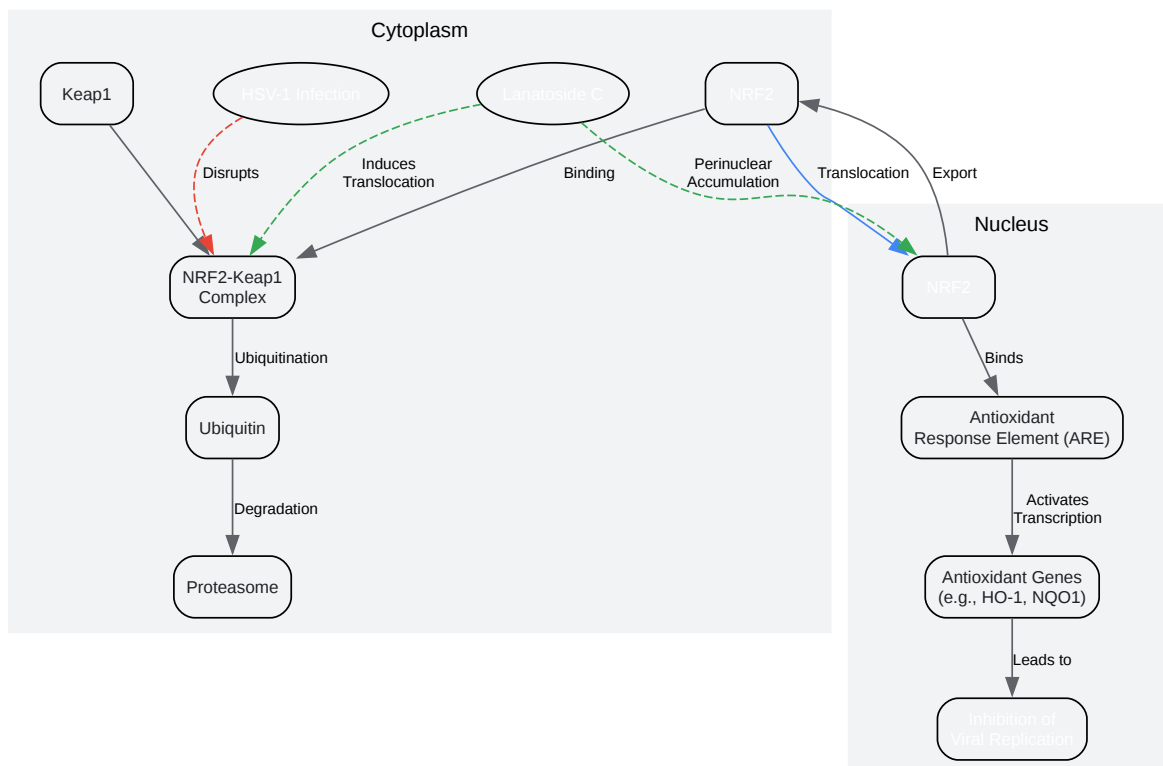 Cytoplasm
Keap1
HSV-1 Infection
Lanatoside C
NRF2
Disrupts
Induces
Translocation
Binding
Perinuclear
Accumulation
Translocation
Export
Nucleus
NRF2-Keap1
Complex
NRF2
Ubiquitination
Binds
Ubiquitin
Antioxidant
Response Element (ARE)
Degradation
Activates
Transcription
Proteasome
Antioxidant Genes
(e.g., HO-1, NQO1)
Leads to
Inhibition of
Viral Replication